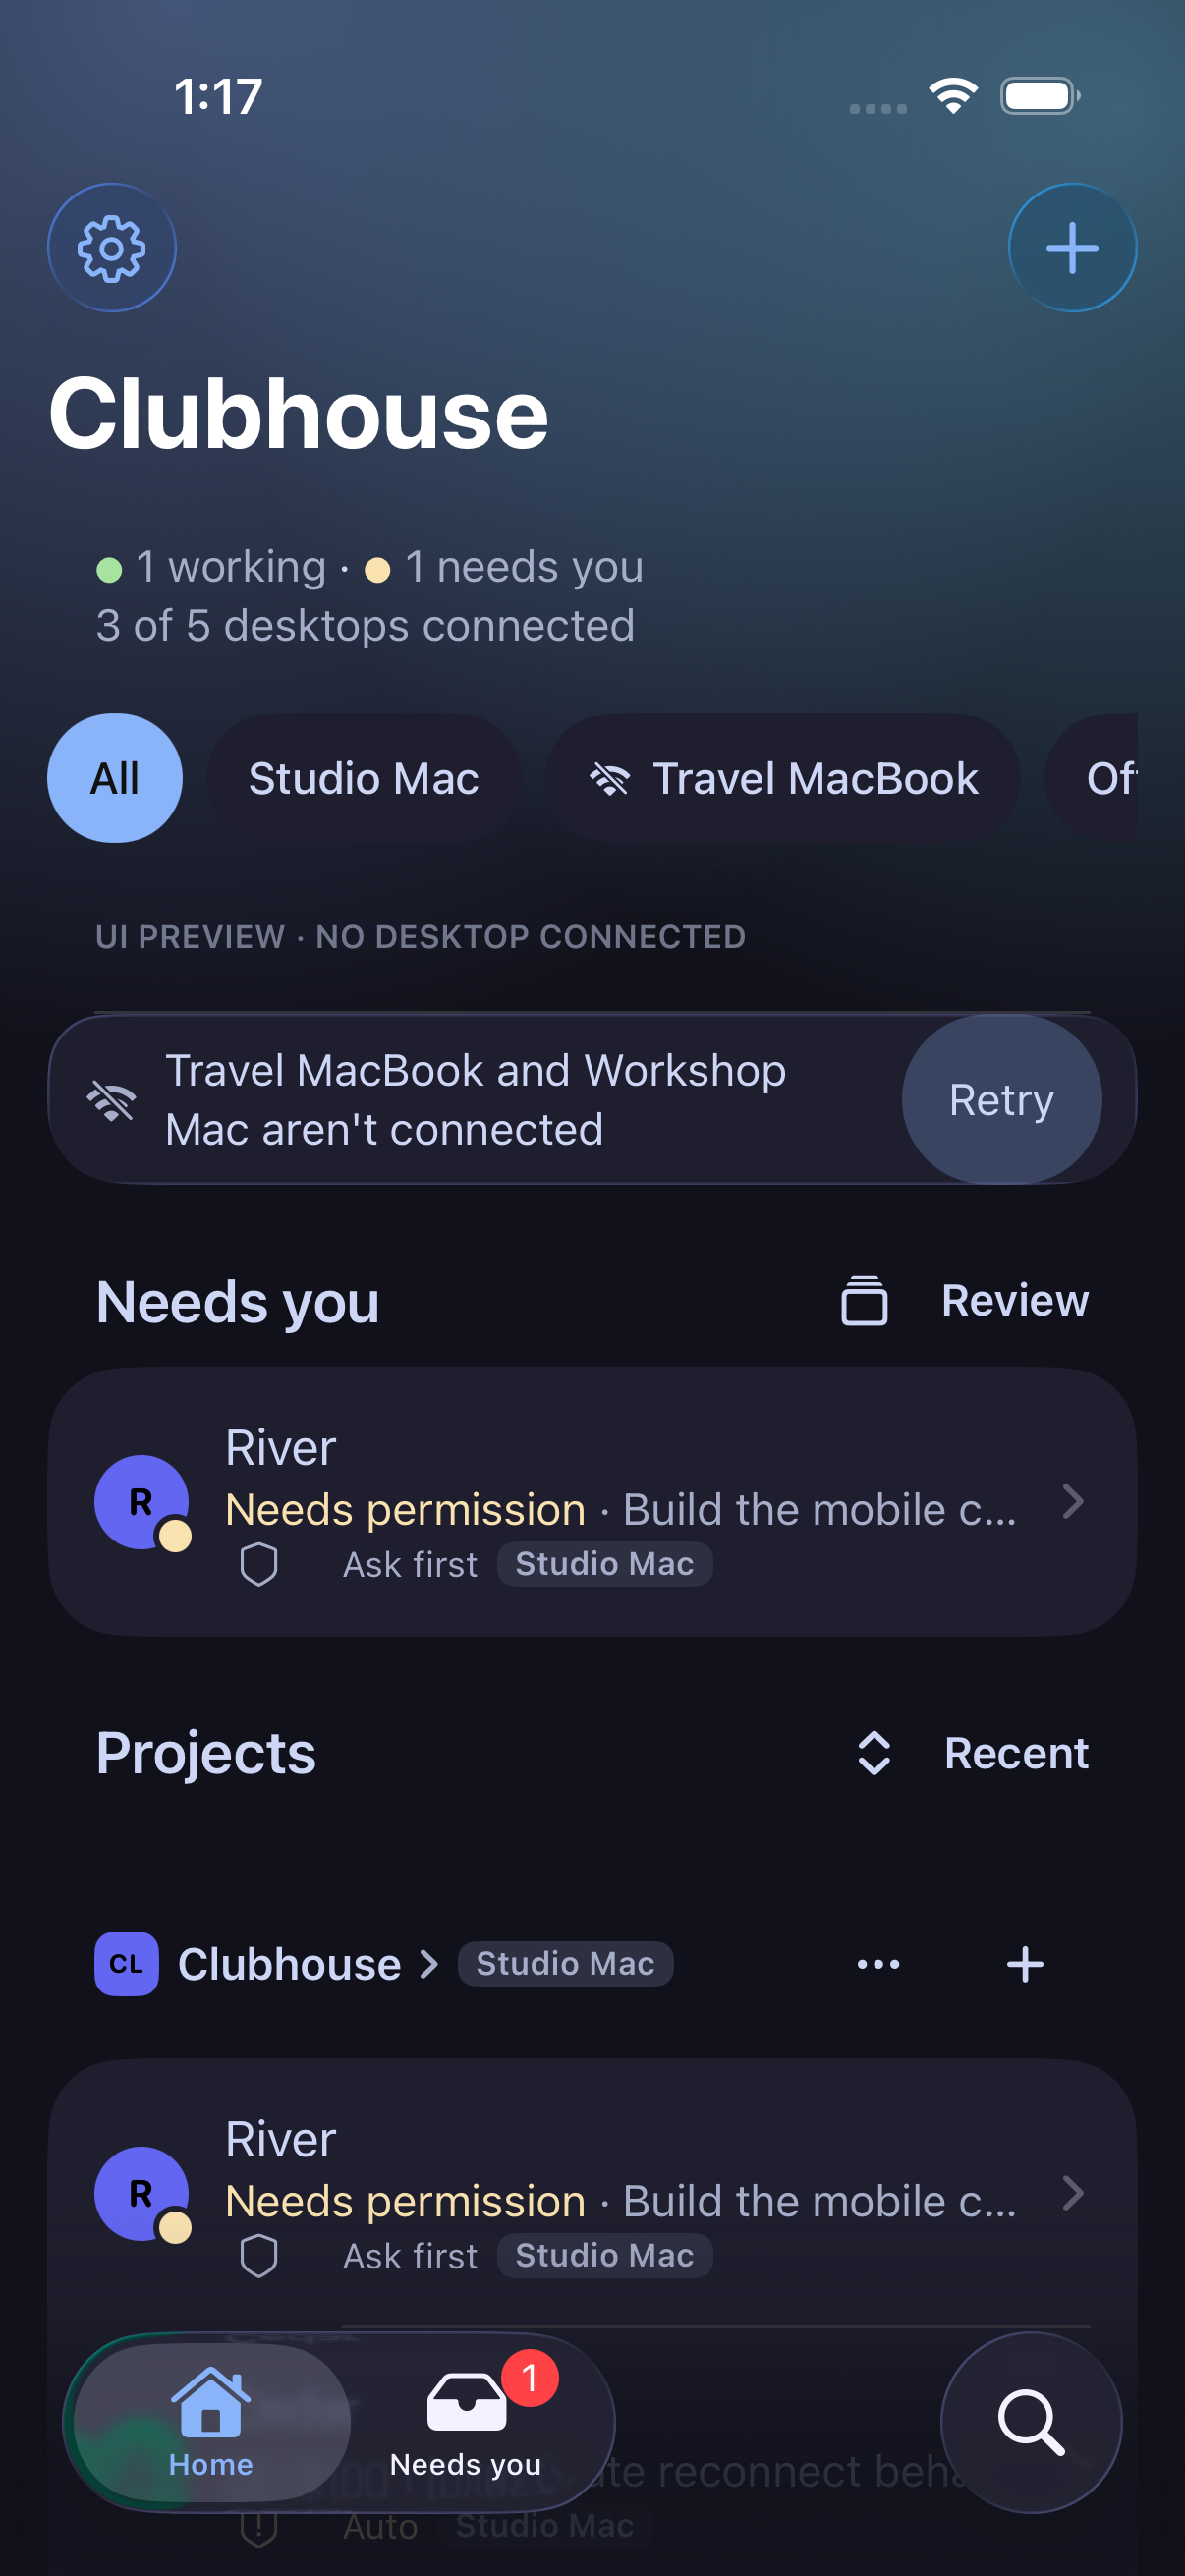 1:17
Clubhouse
1 working · 1 needs you
3 of 5 desktops connected
All
Studio Mac
Travel MacBook
UI PREVIEW · NO DESKTOP CONNECTED
Travel MacBook and Workshop
Mac aren't connected
Retry
Needs you
Review
R
River
Needs permission · Build the mobile c...
Ask first
Studio Mac
Projects
Recent
CL
Clubhouse
Studio Mac
R
River
Needs permission · Build the mobile c...
Ask first
Studio Mac
1
Home
Needs you
reconnect
Auto
Studio Mac